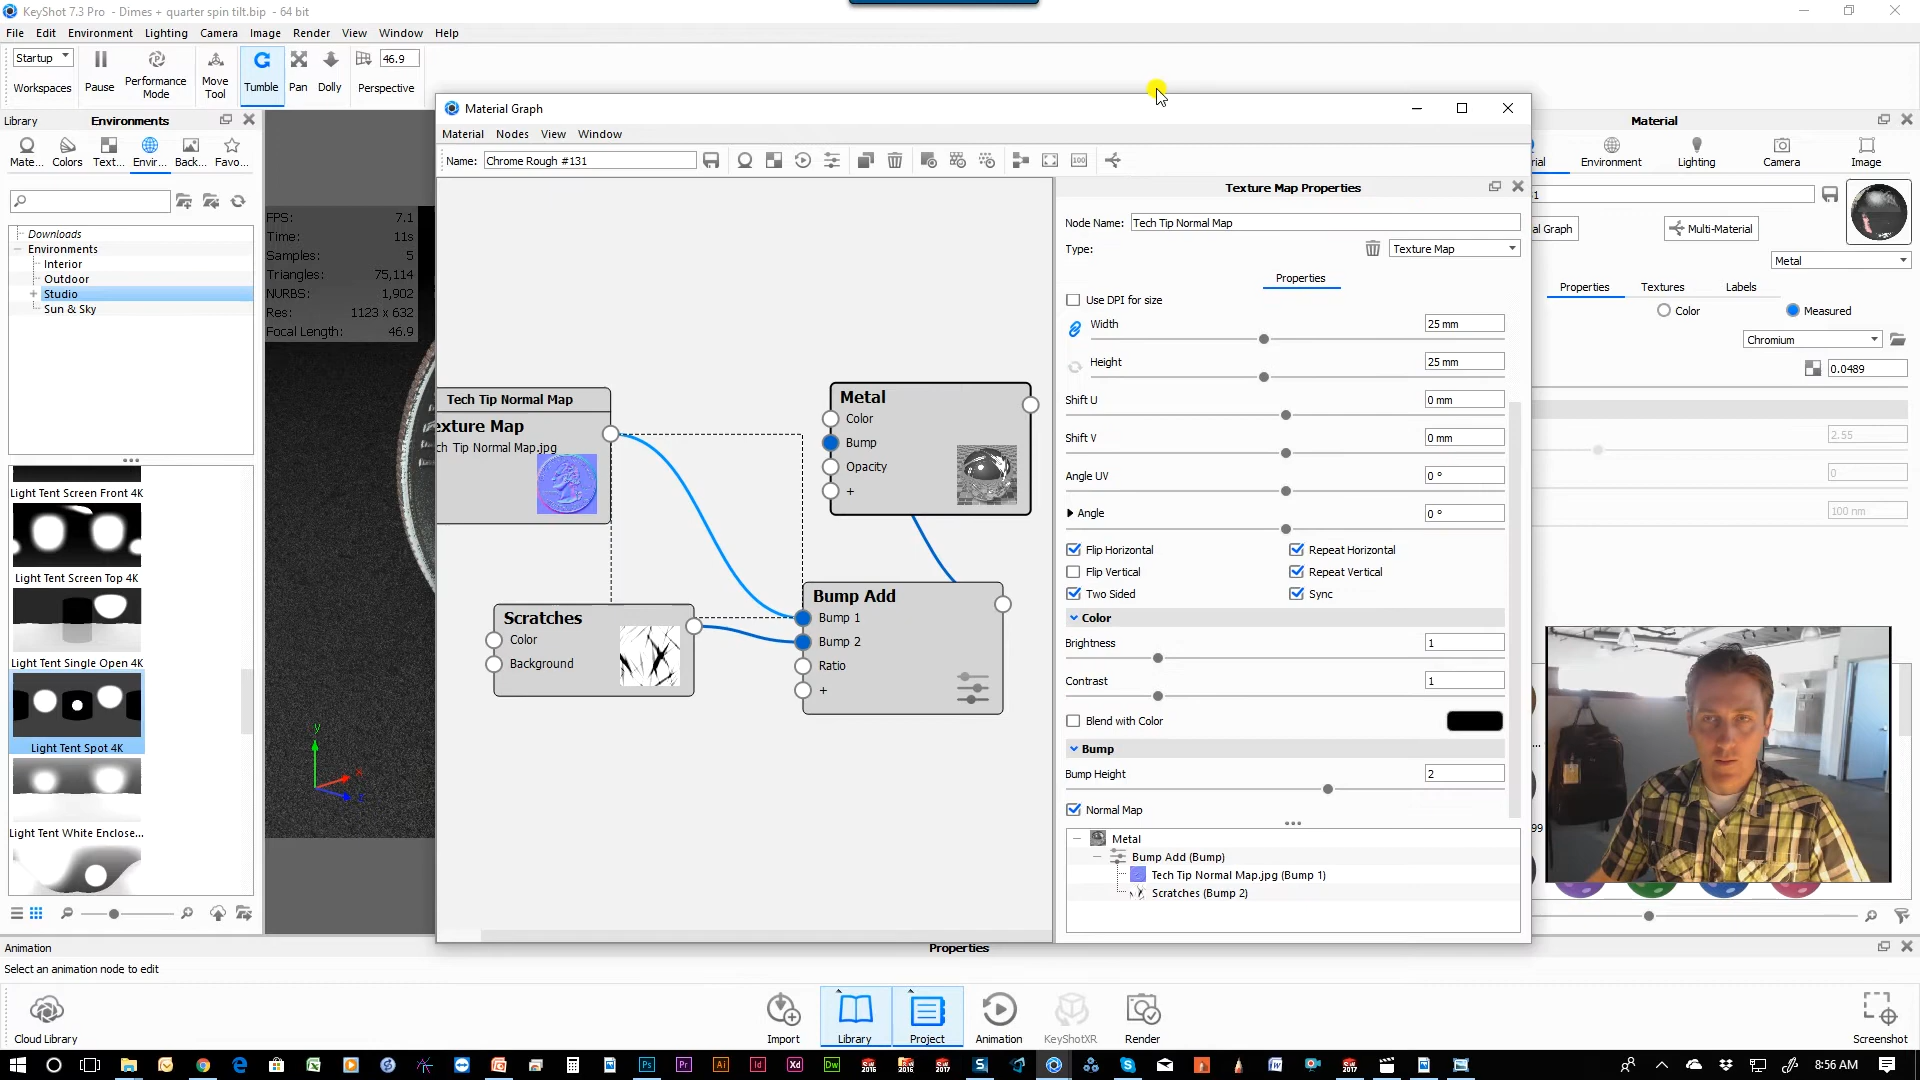 KeyShot 7.3 Pro - Dimes + quarter spin tilt.bip - 64 bit
File Edit Environment Lighting Camera Image Render View Window Help
Startup
46.9
Workspaces
Pause
Performance Mode
Move Tool
Tumble
Pan
Dolly
Perspective
Library
Environments
Mate...
Colors
Text...
Envir...
Back...
Favo...
Downloads
Environments
Interior
Outdoor
Studio
Sun & Sky
Light Tent Screen Front 4K
Light Tent Screen Top 4K
Light Tent Single Open 4K
Light Tent Spot 4K
Light Tent White Enclose...
FPS: 7.1
Time: 11s
Samples: 5
Triangles: 75,114
NURBS: 1,902
Res: 1123 x 632
Focal Length: 46.9
y
Material Graph
Material Nodes View Window
Name: Chrome Rough #131
100
Tech Tip Normal Map
exture Map
ch Tip Normal Map.jpg
Scratches
Color
Background
Metal
Color
Bump
Opacity
+
Bump Add
Bump 1
Bump 2
Ratio
+
Texture Map Properties
Node Name: Tech Tip Normal Map
Type: Texture Map
Properties
Use DPI for size
Width 25 mm
Height 25 mm
Shift U 0 mm
Shift V 0 mm
Angle UV 0 °
Angle 0 °
Flip Horizontal Repeat Horizontal
Flip Vertical Repeat Vertical
Two Sided Sync
Color
Brightness 1
Contrast 1
Blend with Color
Bump
Bump Height 2
Normal Map
Metal
Bump Add (Bump)
Tech Tip Normal Map.jpg (Bump 1)
Scratches (Bump 2)
Material
ial
Environment
Lighting
Camera
Image
al Graph
Multi-Material
Metal
Properties Textures Labels
Color Measured
Chromium
0.0489
2.55
0
100 nm
99
Animation
Select an animation node to edit
Properties
Cloud Library
Import
Library
Project
Animation
KeyShotXR
Render
Screenshot
8:56 AM